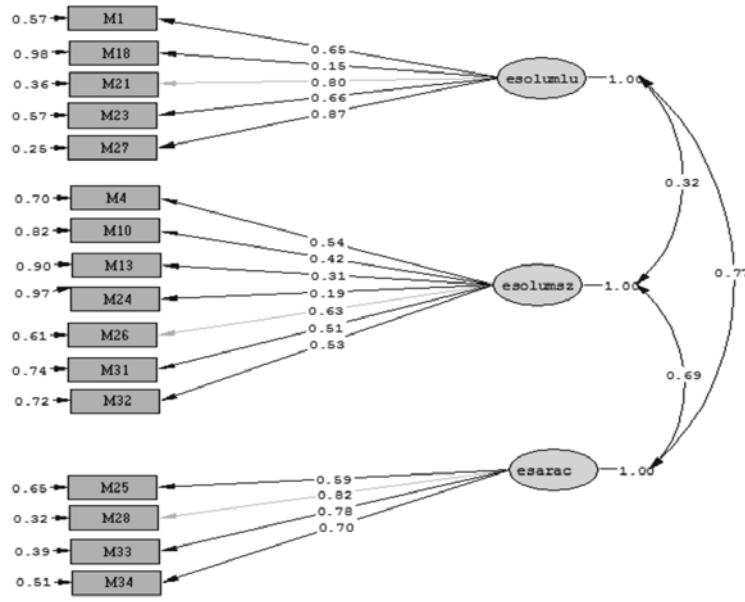 0.57 M1
0.65
0.98 M18
0.15
0.36 M21
0.80
esolumlu 1.00
0.57 M23
0.66
0.25 M27
0.87
0.32
0.70 M4
0.82 M10
0.54
0.42
0.90 M13
0.31
0.77
0.97 M24
0.19
esolumsz 1.00
0.63
0.61 M26
0.51
0.53
0.74 M31
0.69
0.72 M32
esarac 1.00
0.65 M25
0.59
0.82
0.32 M28
0.78
0.70
0.39 M33
0.51 M34